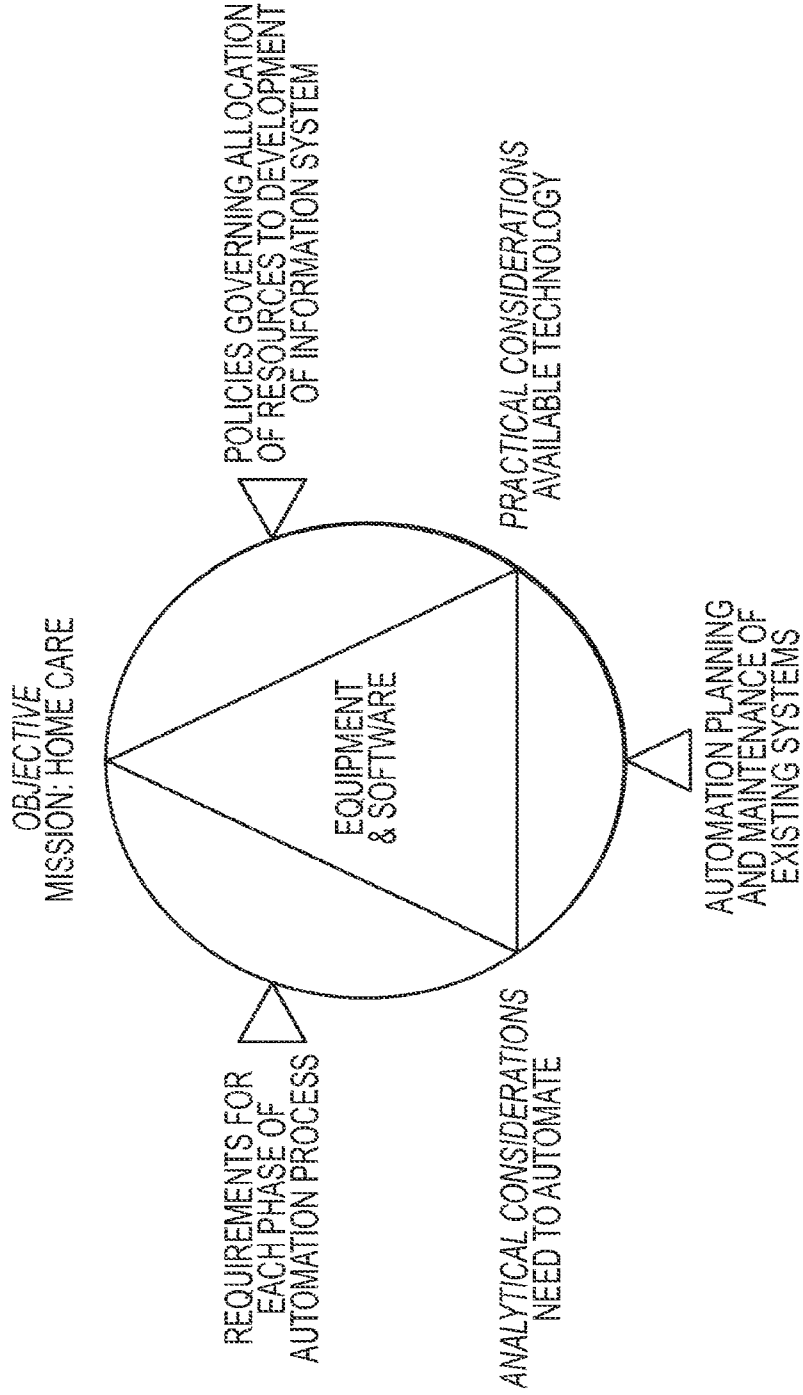 OBJECTIVE
MISSION: HOME CARE
REQUIREMENTS FOR
EACH PHASE OF
AUTOMATION PROCESS
POLICIES GOVERNING ALLOCATION
OF RESOURCES TO DEVELOPMENT
OF INFORMATION SYSTEM
EQUIPMENT
& SOFTWARE
ANALYTICAL CONSIDERATIONS
NEED TO AUTOMATE
PRACTICAL CONSIDERATIONS
AVAILABLE TECHNOLOGY
AUTOMATION PLANNING
AND MAINTENANCE OF
EXISTING SYSTEMS